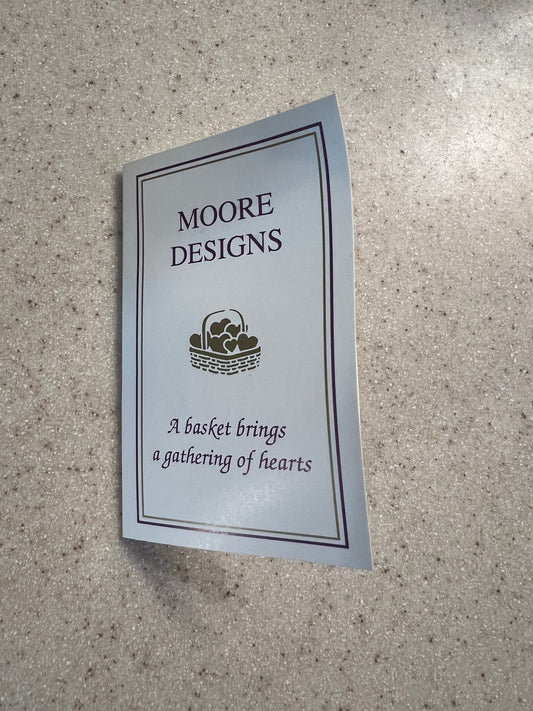 MOORE
DESIGNS
A basket brings
a gathering of hearts